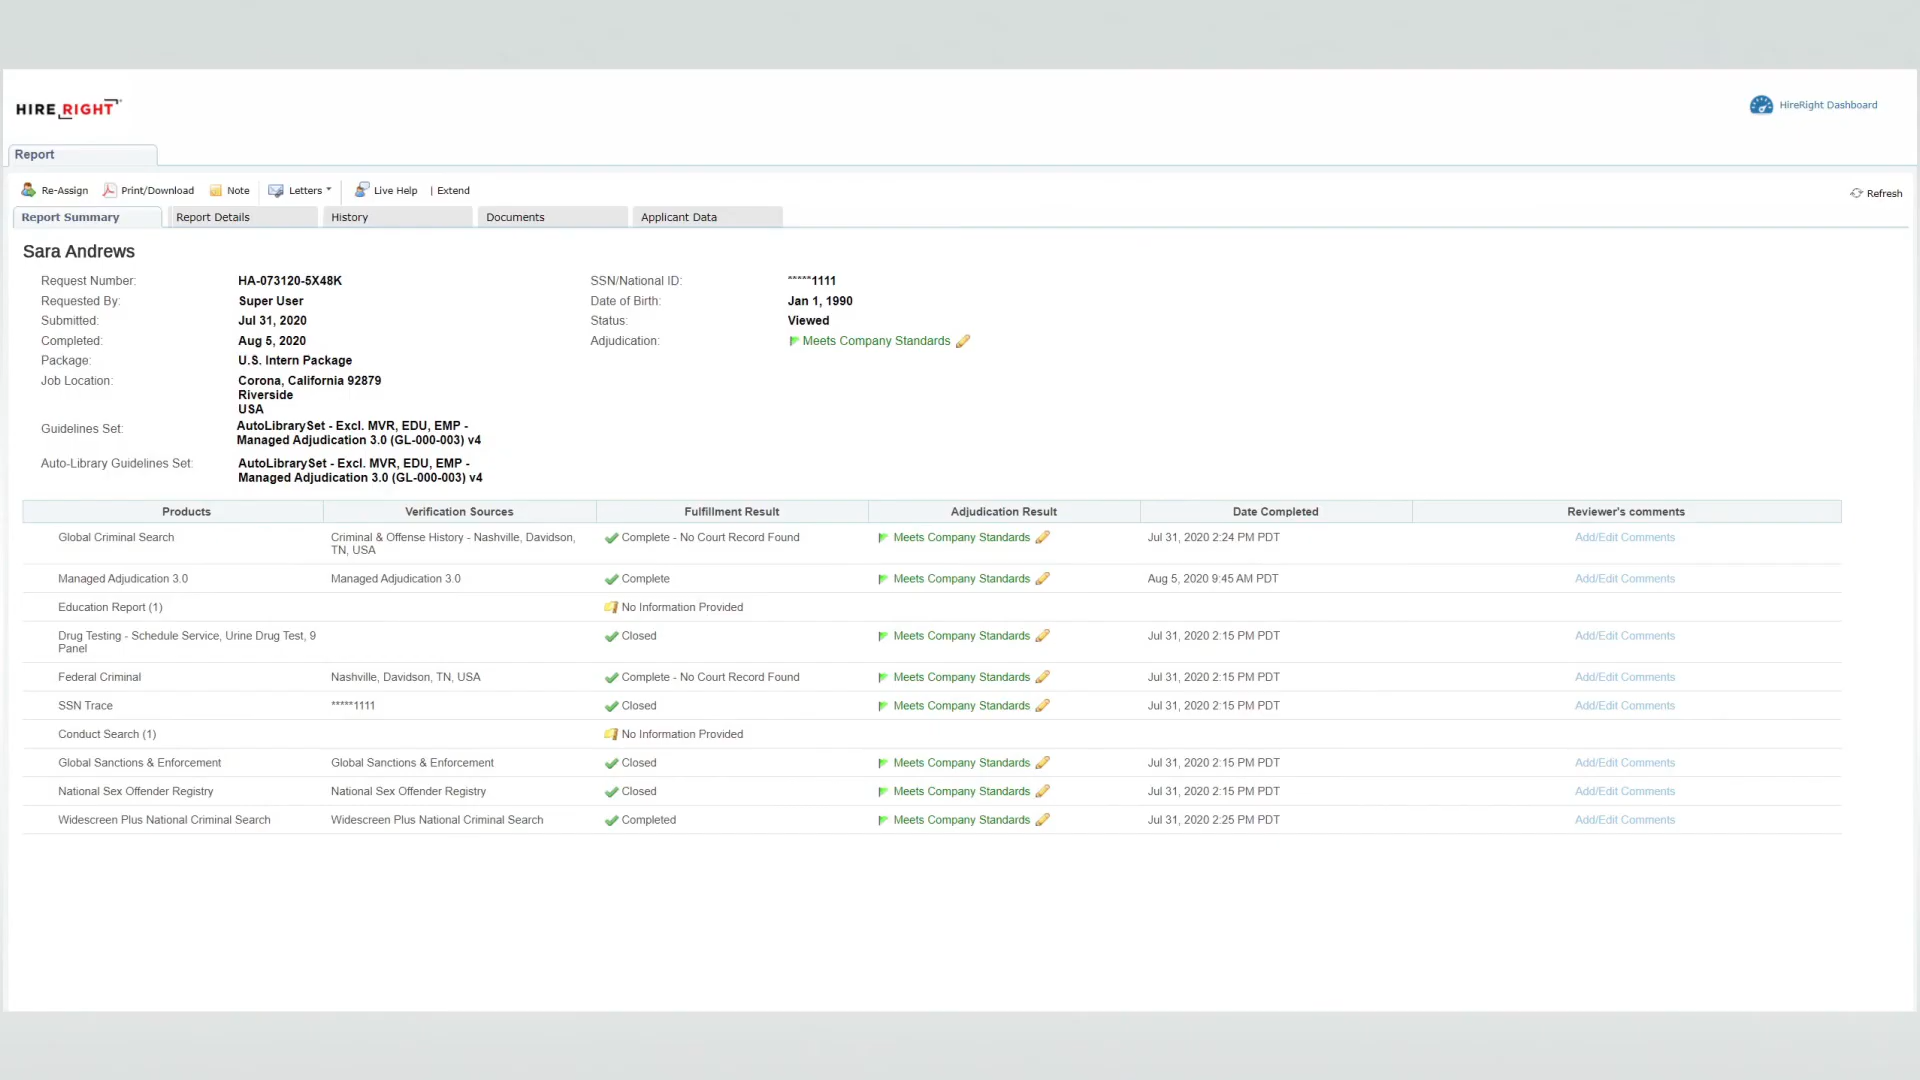 HIRE RIGHT
HireRight Dashboard
Report
Re-Assign Print/Download Note Letters Live Help | Extend
Refresh
Report Summary Report Details History Documents Applicant Data
Sara Andrews
Request Number: HA-073120-5X48K SSN/National ID: *****1111
Requested By: Super User Date of Birth: Jan 1, 1990
Submitted: Jul 31, 2020 Status: Viewed
Completed: Aug 5, 2020 Adjudication: Meets Company Standards
Package: U.S. Intern Package
Job Location: Corona, California 92879
Riverside
USA
Guidelines Set: AutoLibrarySet - Excl. MVR, EDU, EMP -
Managed Adjudication 3.0 (GL-000-003) v4
Auto-Library Guidelines Set: AutoLibrarySet - Excl. MVR, EDU, EMP -
Managed Adjudication 3.0 (GL-000-003) v4
Products Verification Sources Fulfillment Result Adjudication Result Date Completed Reviewer's comments
Global Criminal Search Criminal & Offense History - Nashville, Davidson, Complete - No Court Record Found Meets Company Standards Jul 31, 2020 2:24 PM PDT Add/Edit Comments
TN, USA
Managed Adjudication 3.0 Managed Adjudication 3.0 Complete Meets Company Standards Aug 5, 2020 9:45 AM PDT Add/Edit Comments
Education Report (1) No Information Provided
Drug Testing - Schedule Service, Urine Drug Test, 9 Closed Meets Company Standards Jul 31, 2020 2:15 PM PDT Add/Edit Comments
Panel
Federal Criminal Nashville, Davidson, TN, USA Complete - No Court Record Found Meets Company Standards Jul 31, 2020 2:15 PM PDT Add/Edit Comments
SSN Trace *****1111 Closed Meets Company Standards Jul 31, 2020 2:15 PM PDT Add/Edit Comments
Conduct Search (1) No Information Provided
Global Sanctions & Enforcement Global Sanctions & Enforcement Closed Meets Company Standards Jul 31, 2020 2:15 PM PDT Add/Edit Comments
National Sex Offender Registry National Sex Offender Registry Closed Meets Company Standards Jul 31, 2020 2:15 PM PDT Add/Edit Comments
Widescreen Plus National Criminal Search Widescreen Plus National Criminal Search Completed Meets Company Standards Jul 31, 2020 2:25 PM PDT Add/Edit Comments